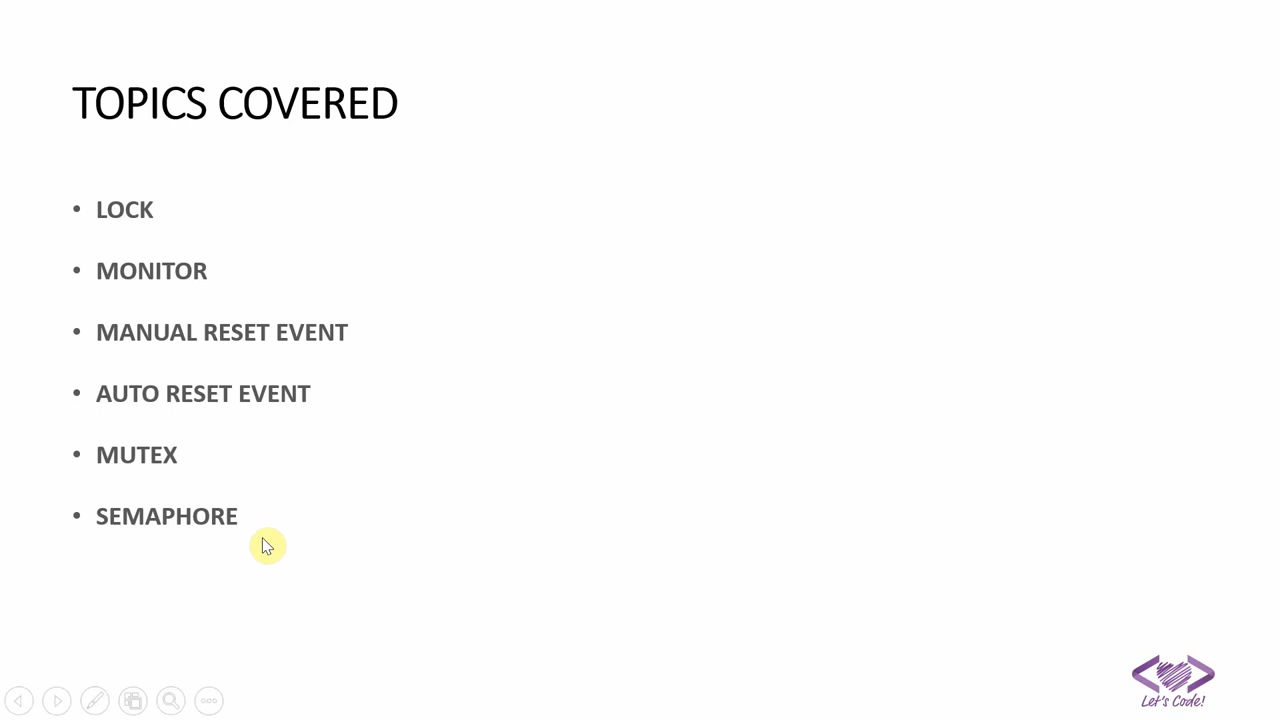 TOPICS COVERED
• LOCK
• MONITOR
• MANUAL RESET EVENT
• AUTO RESET EVENT
• MUTEX
• SEMAPHORE
Let's Code!